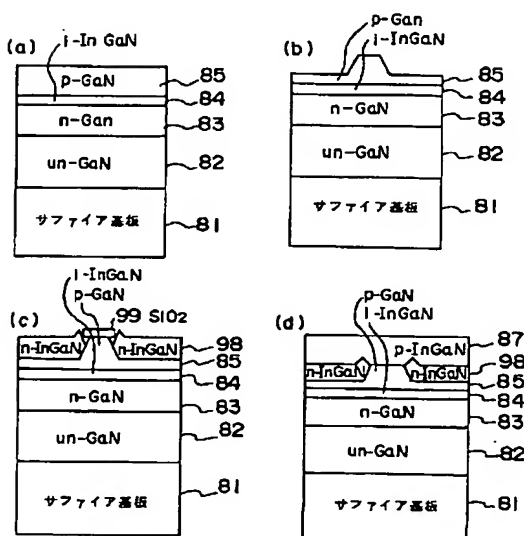 (a)
i-InGaN
p-GaN
85
84
n-Gan
83
un-GaN
82
サファイア基板
81
(b)
p-Gan
i-InGaN
85
84
n-GaN
83
un-GaN
82
サファイア基板
81
(c)
i-InGaN
p-GaN
99 SiO2
n-InGaN
n-InGaN
98
85
84
n-GaN
83
un-GaN
82
サファイア基板
81
(d)
p-GaN
i-InGaN
87
p-InGaN
98
n-InGaN
n-InGaN
85
84
n-GaN
83
un-GaN
82
サファイア基板
81